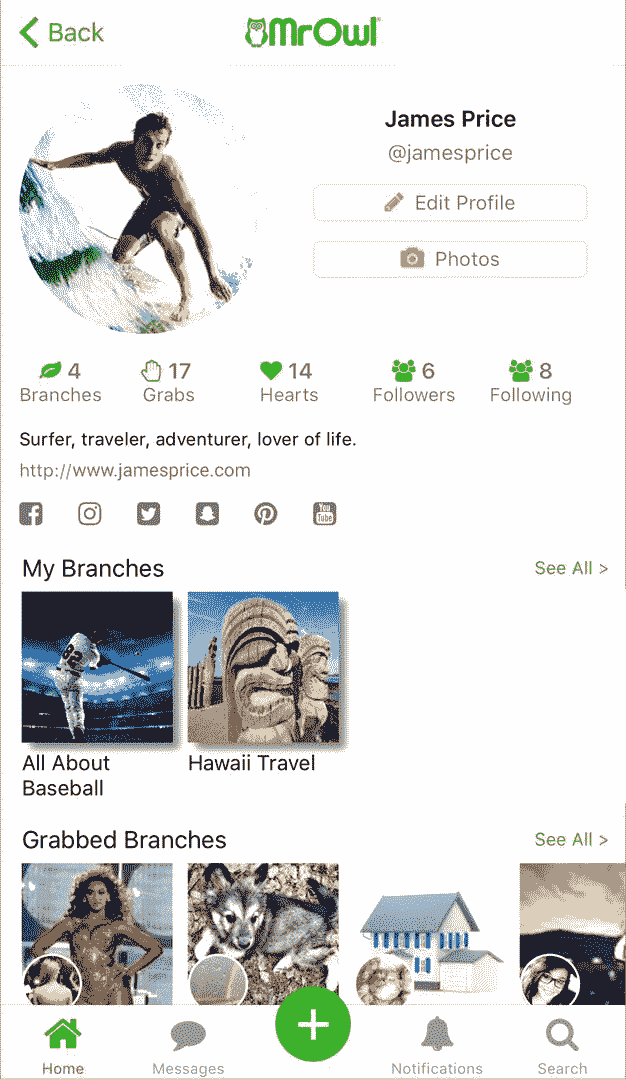 Back
MrOwl
James Price
@jamesprice
Edit Profile
Photos
4
Branches
17
Grabs
14
Hearts
6
Followers
8
Following
Surfer, traveler, adventurer, lover of life.
http://www.jamesprice.com
You
Tube
My Branches
See All >
82
All About
Baseball
Hawaii Travel
Grabbed Branches
See All >
Home
Messages
Notifications
Search